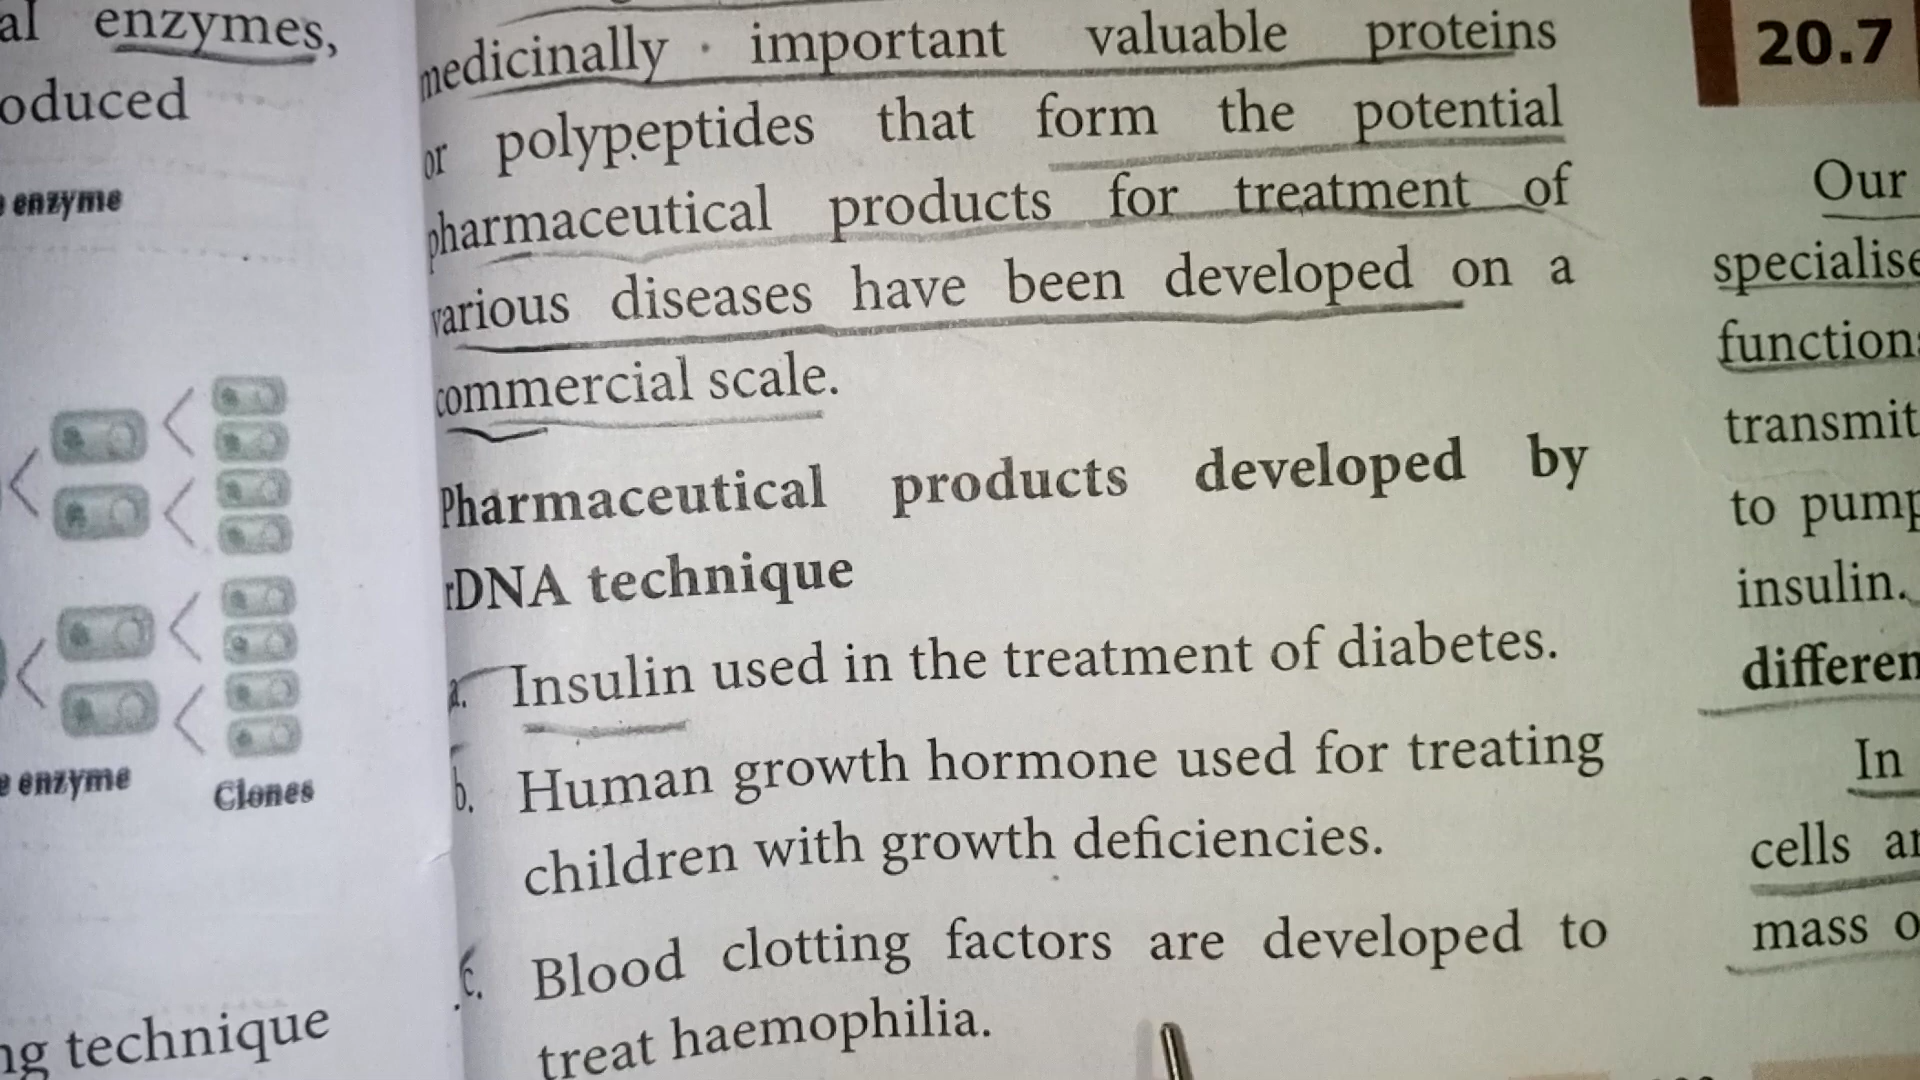 enzymes,
oduced
enzyme
enzyme
Clones
technique
medicinally important valuable proteins
or polypeptides that form the potential
pharmaceutical products for treatment of
various diseases have been developed on a
commercial scale.
Pharmaceutical products developed by
rDNA technique
a. Insulin used in the treatment of diabetes.
b. Human growth hormone used for treating
children with growth deficiencies.
c. Blood clotting factors are developed to
treat haemophilia.
20.7
Our
specialise
function
transmit
to pump
insulin.
differen
In
cells
mass